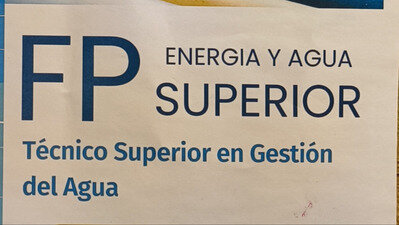 FP ENERGIA Y AGUA
SUPERIOR
Técnico Superior en Gestión
del Agua